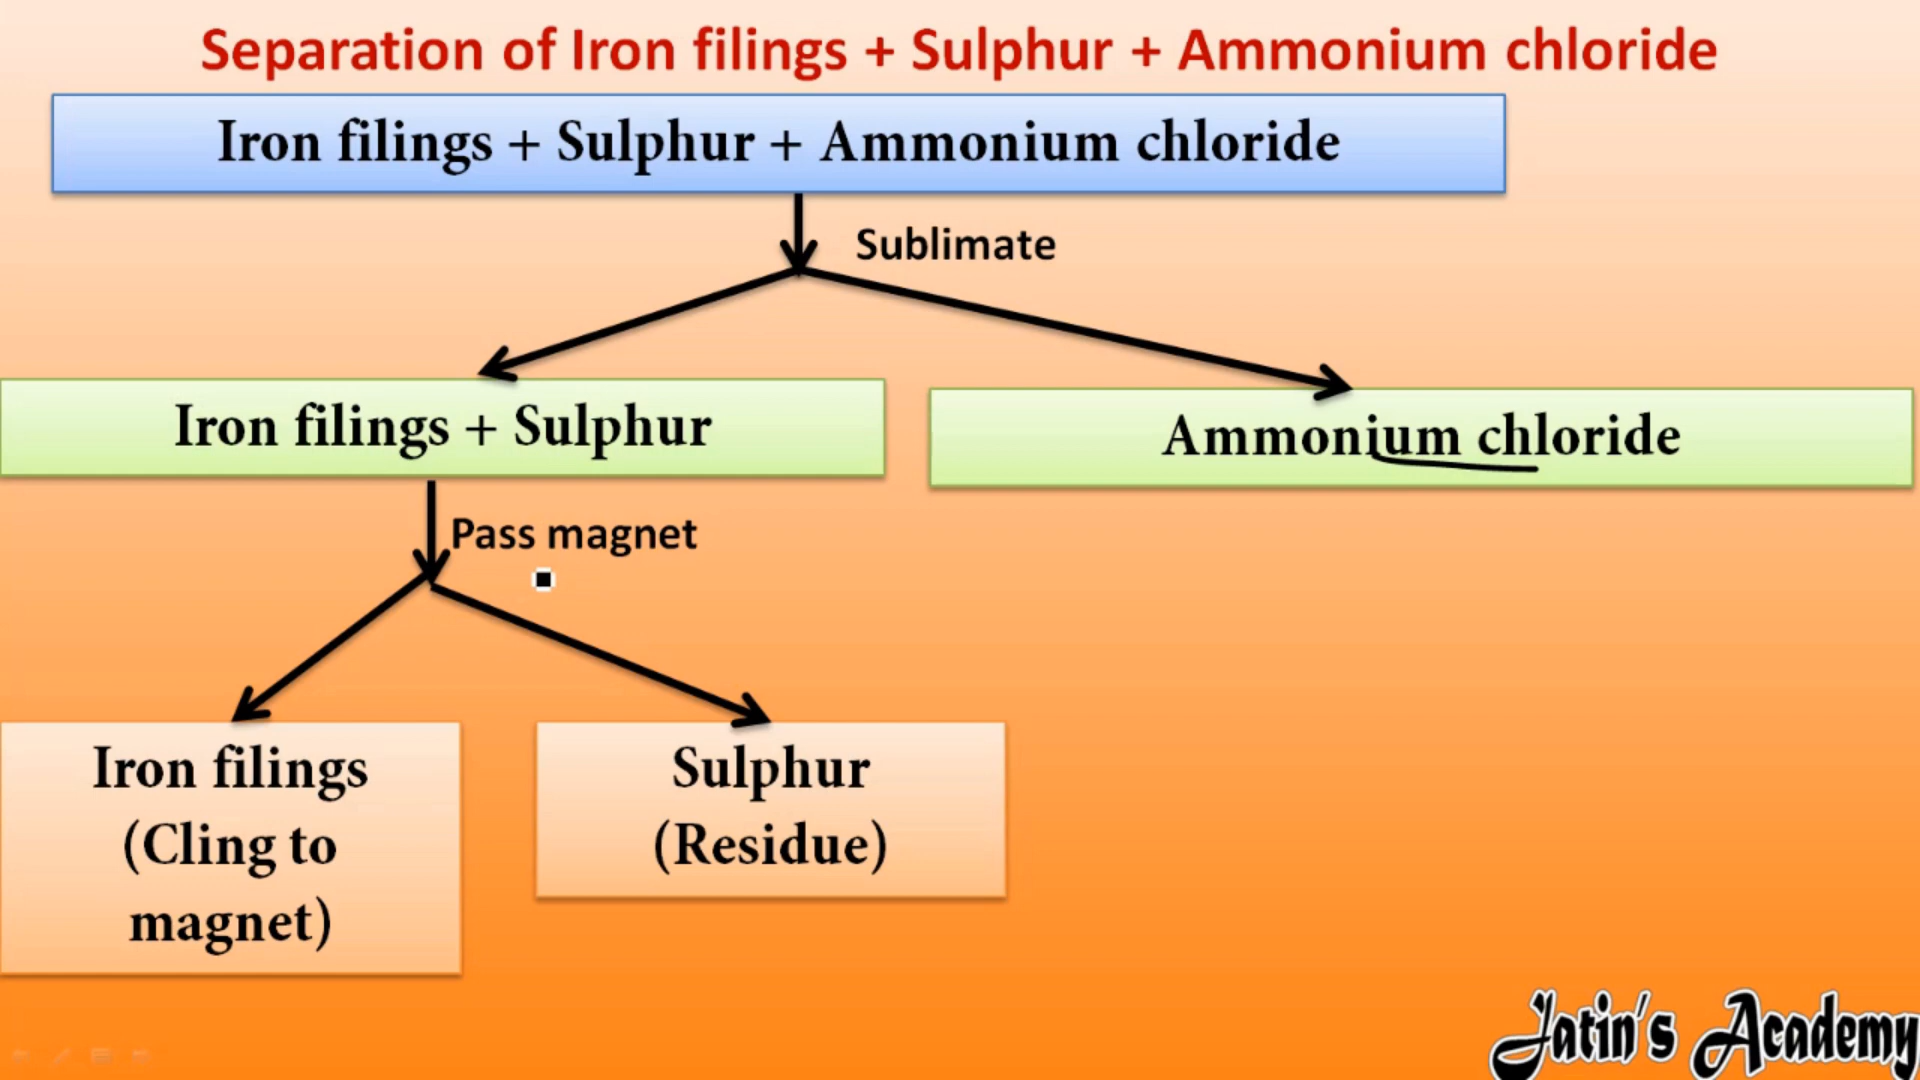 Separation of Iron filings + Sulphur + Ammonium chloride
Iron filings + Sulphur + Ammonium chloride
Sublimate
Iron filings + Sulphur
Ammonium chloride
Pass magnet
Iron filings
(Cling to
magnet)
Sulphur
(Residue)
Jatin's Academy